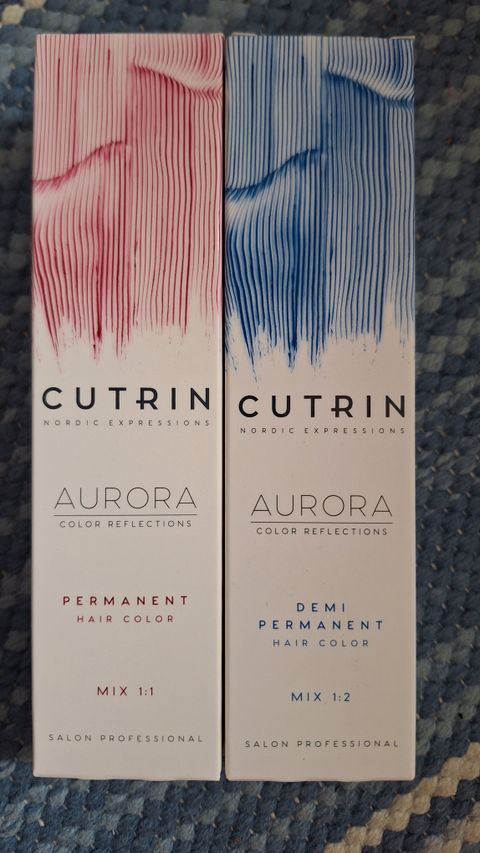 CUTRIN
NORDIC EXPRESSIONS
AURORA
COLOR REFLECTIONS
PERMANENT
HAIR COLOR
MIX 1:1
SALON PROFESSIONAL
CUTRIN
NORDIC EXPRESSIONS
AURORA
COLOR REFLECTIONS
DEMI
PERMANENT
HAIR COLOR
MIX 1:2
SALON PROFESSIONAL